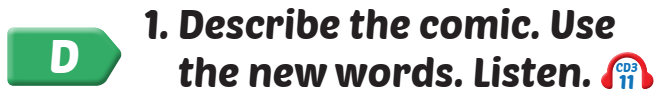 D
1. Describe the comic. Use
the new words. Listen.
CD3
11